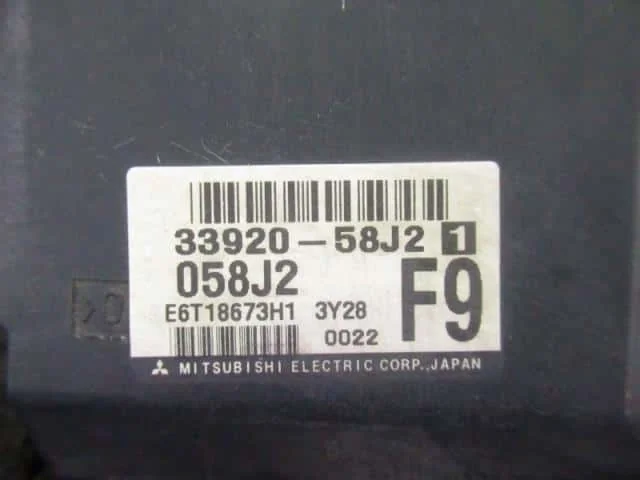 33920-58J2 1
058J2
F9
E6T18673H1 3Y28
0022
MITSUBISHI ELECTRIC CORP., JAPAN